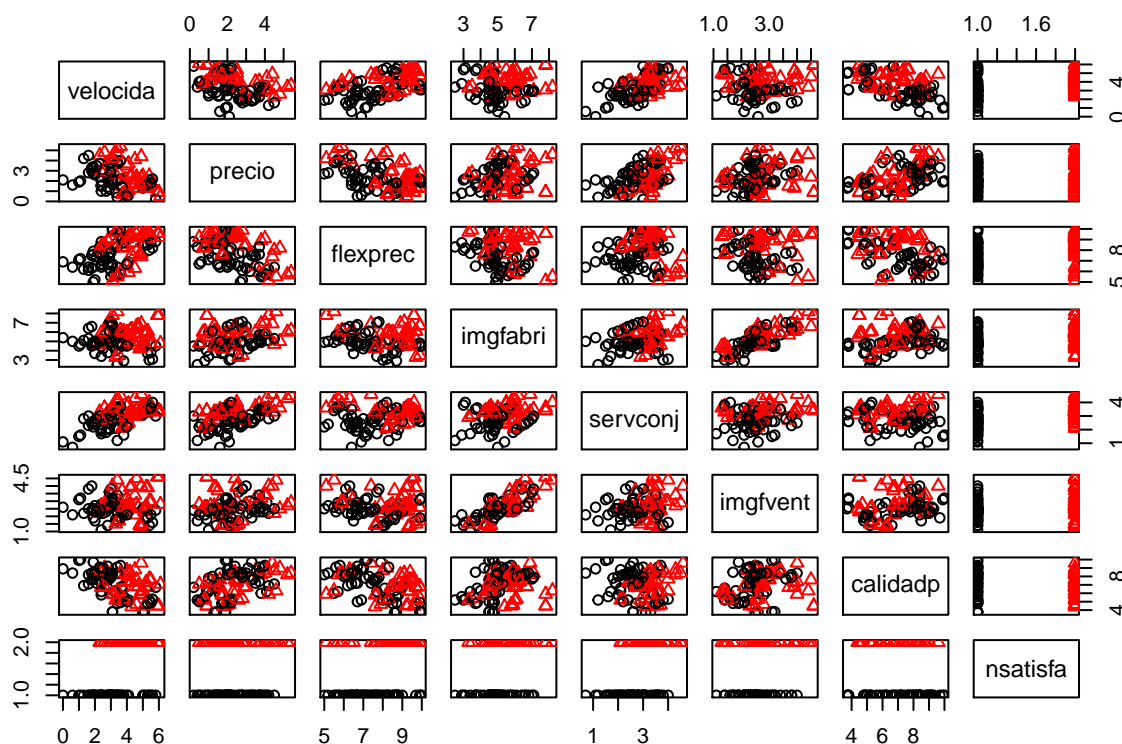 0 2 4
3 5 7
1.0 3.0
1.0 1.6
velocida
0 4
0 3
precio
flexprec
5 8
3 7
imgfabri
servconj
1 4
1.0 4.5
imgfvent
calidadp
4 8
1.0 2.0
nsatisfa
0 2 4 6
5 7 9
1 3
4 6 8